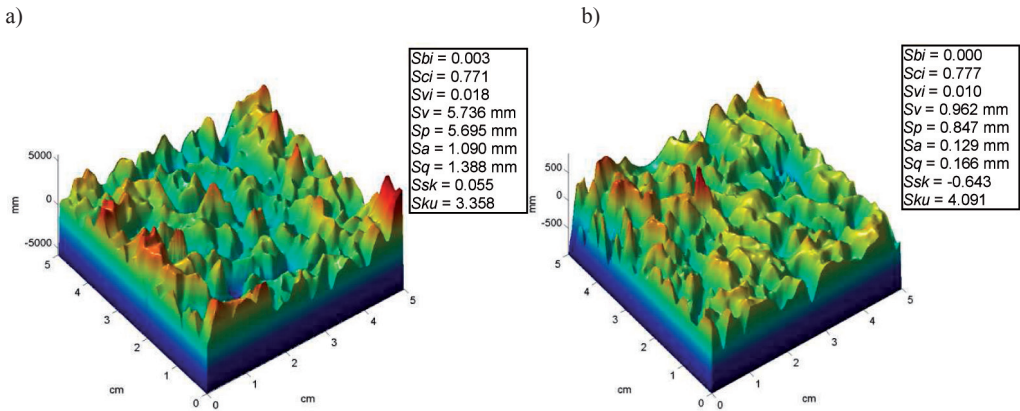 a)
Sbi = 0.003
Sci = 0.771
Svi = 0.018
Sv = 5.736 mm
Sp = 5.695 mm
Sa = 1.090 mm
Sq = 1.388 mm
Ssk = 0.055
Sku = 3.358
5000
0
-5000
mm
5
4
3
2
1
0
cm
0
1
2
3
4
5
cm
b)
Sbi = 0.000
Sci = 0.777
Svi = 0.010
Sv = 0.962 mm
Sp = 0.847 mm
Sa = 0.129 mm
Sq = 0.166 mm
Ssk = -0.643
Sku = 4.091
500
0
-500
mm
5
4
3
2
1
0
cm
0
1
2
3
4
5
cm